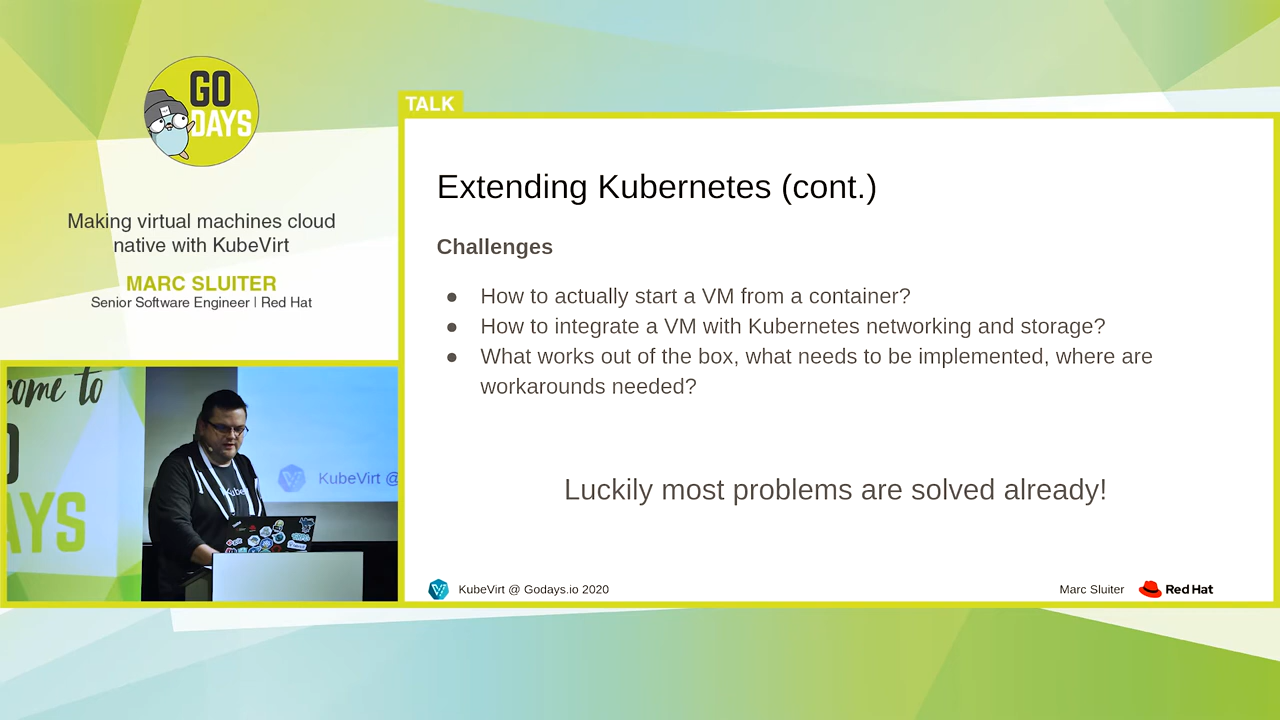 GO
DAYS
Making virtual machines cloud
native with KubeVirt
MARC SLUITER
Senior Software Engineer | Red Hat
TALK
Extending Kubernetes (cont.)
Challenges
● How to actually start a VM from a container?
● How to integrate a VM with Kubernetes networking and storage?
● What works out of the box, what needs to be implemented, where are
workarounds needed?
Luckily most problems are solved already!
KubeVirt @ Godays.io 2020
Marc Sluiter
Red Hat
come to
AYS
KubeVirt @